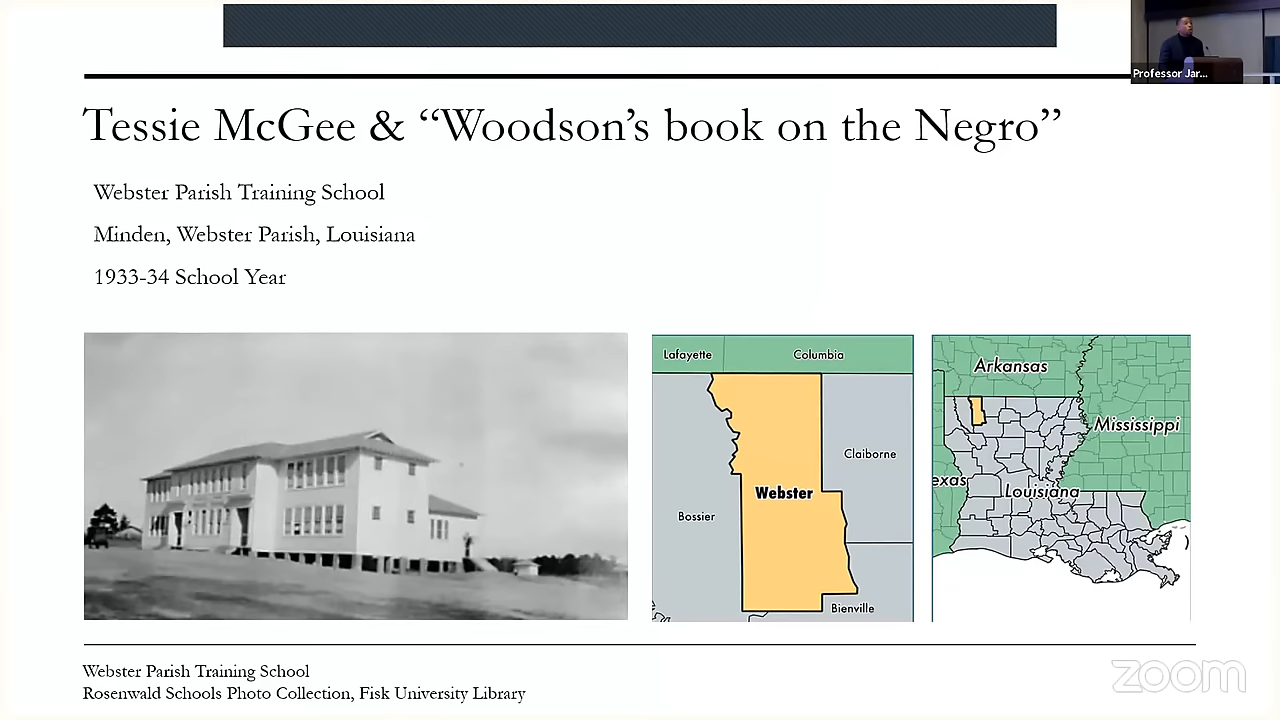 Professor Jar...
Tessie McGee & “Woodson’s book on the Negro”
Webster Parish Training School
Minden, Webster Parish, Louisiana
1933-34 School Year
Lafayette
Columbia
Claiborne
Webster
Bossier
Bienville
Arkansas
Mississippi
exas
Louisiana
Webster Parish Training School
Rosenwald Schools Photo Collection, Fisk University Library
zoom